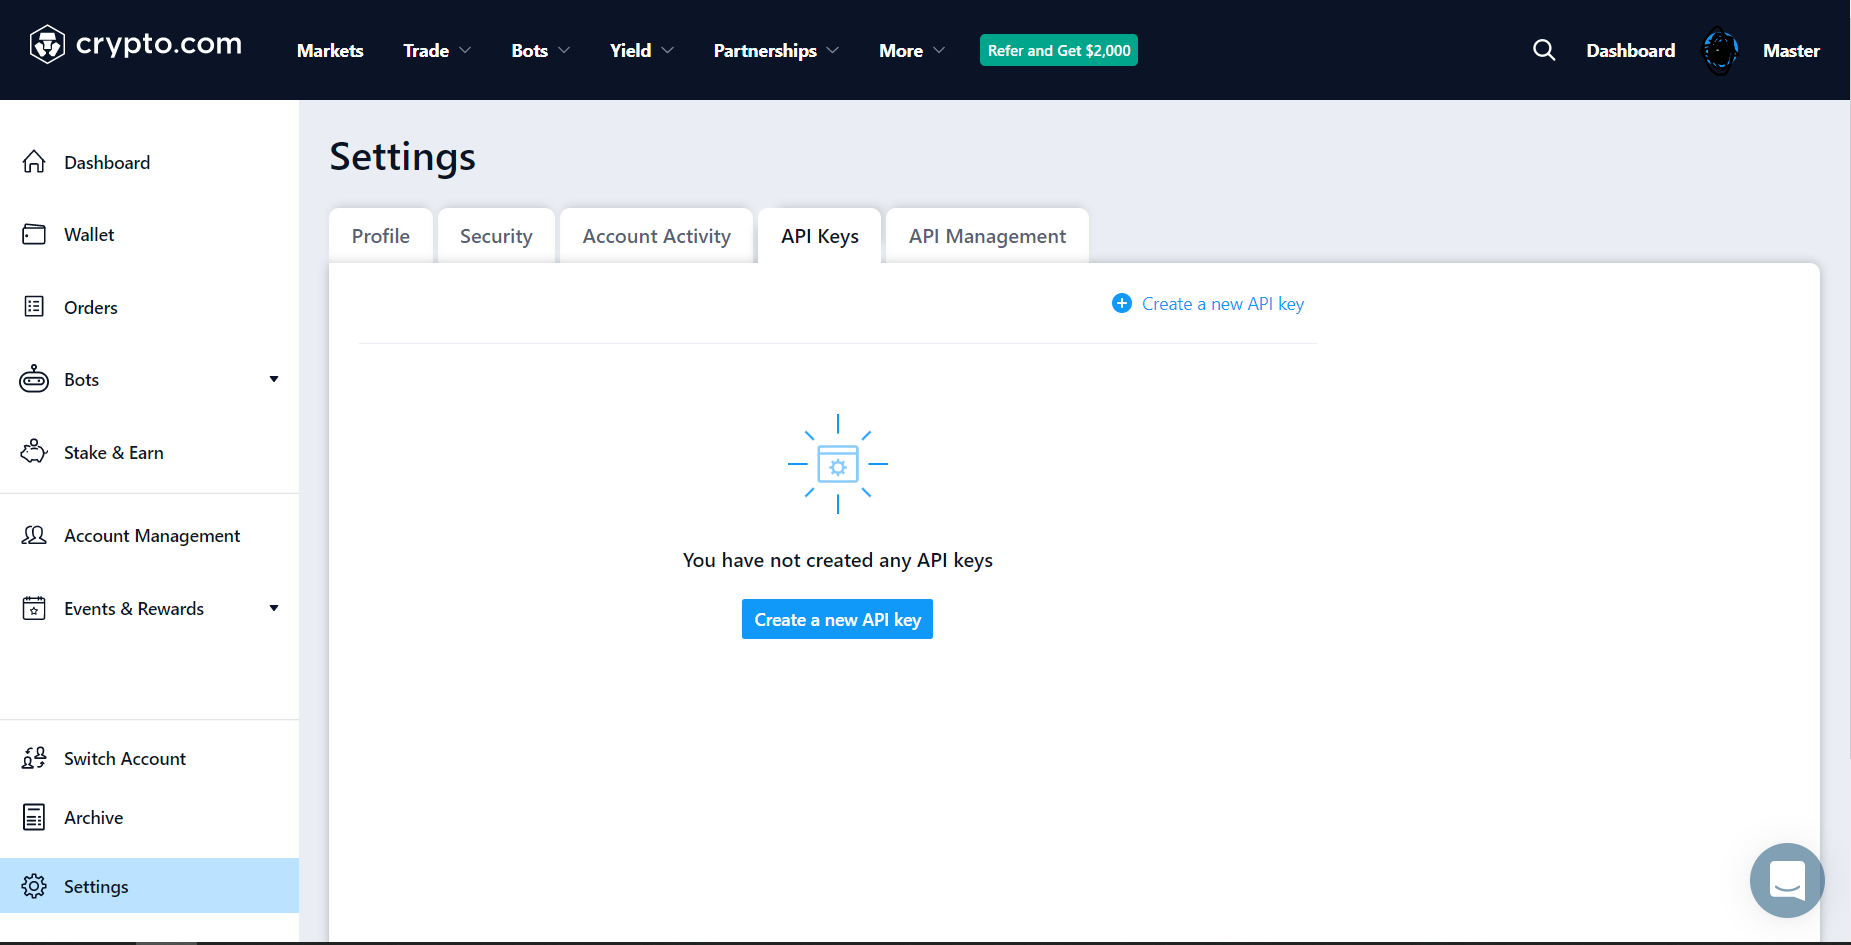 crypto.com
Markets Trade Bots Yield Partnerships More Refer and Get $2,000 Dashboard Master
Dashboard
Wallet
Orders
Bots
Stake & Earn
Account Management
Events & Rewards
Switch Account
Archive
Settings
Settings
Profile Security Account Activity API Keys API Management
Create a new API key
You have not created any API keys
Create a new API key